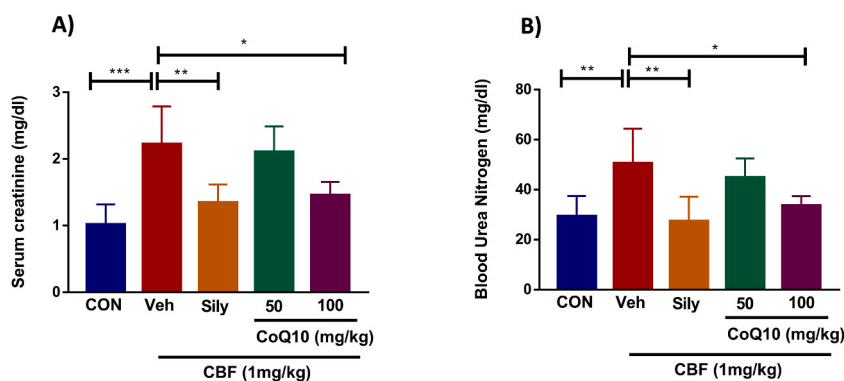 A)
*
***
**
Serum creatinine (mg/dl)
3
2
1
0
CON
Veh
Sily
50
100
CoQ10 (mg/kg)
CBF (1mg/kg)
B)
*
**
**
Blood Urea Nitrogen (mg/dl)
80
60
40
20
0
CON
Veh
Sily
50
100
CoQ10 (mg/kg)
CBF (1mg/kg)